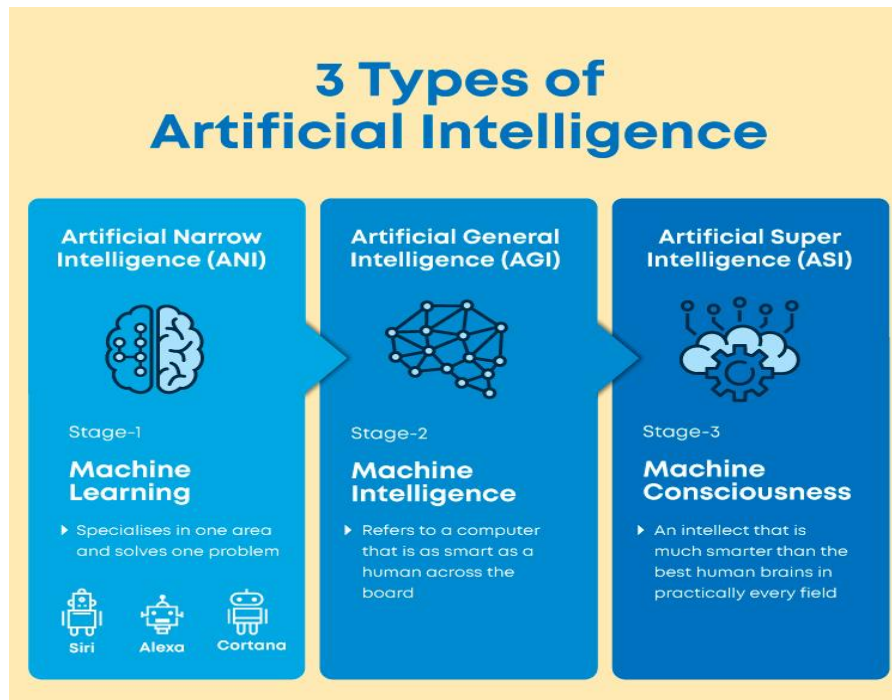 3 Types of
Artificial Intelligence
Artificial Narrow
Intelligence (ANI)
Stage-1
Machine
Learning
Specialises in one area
and solves one problem
Siri
Alexa
Cortana
Artificial General
Intelligence (AGI)
Stage-2
Machine
Intelligence
Refers to a computer
that is as smart as a
human across the
board
Artificial Super
Intelligence (ASI)
Stage-3
Machine
Consciousness
An intellect that is
much smarter than the
best human brains in
practically every field